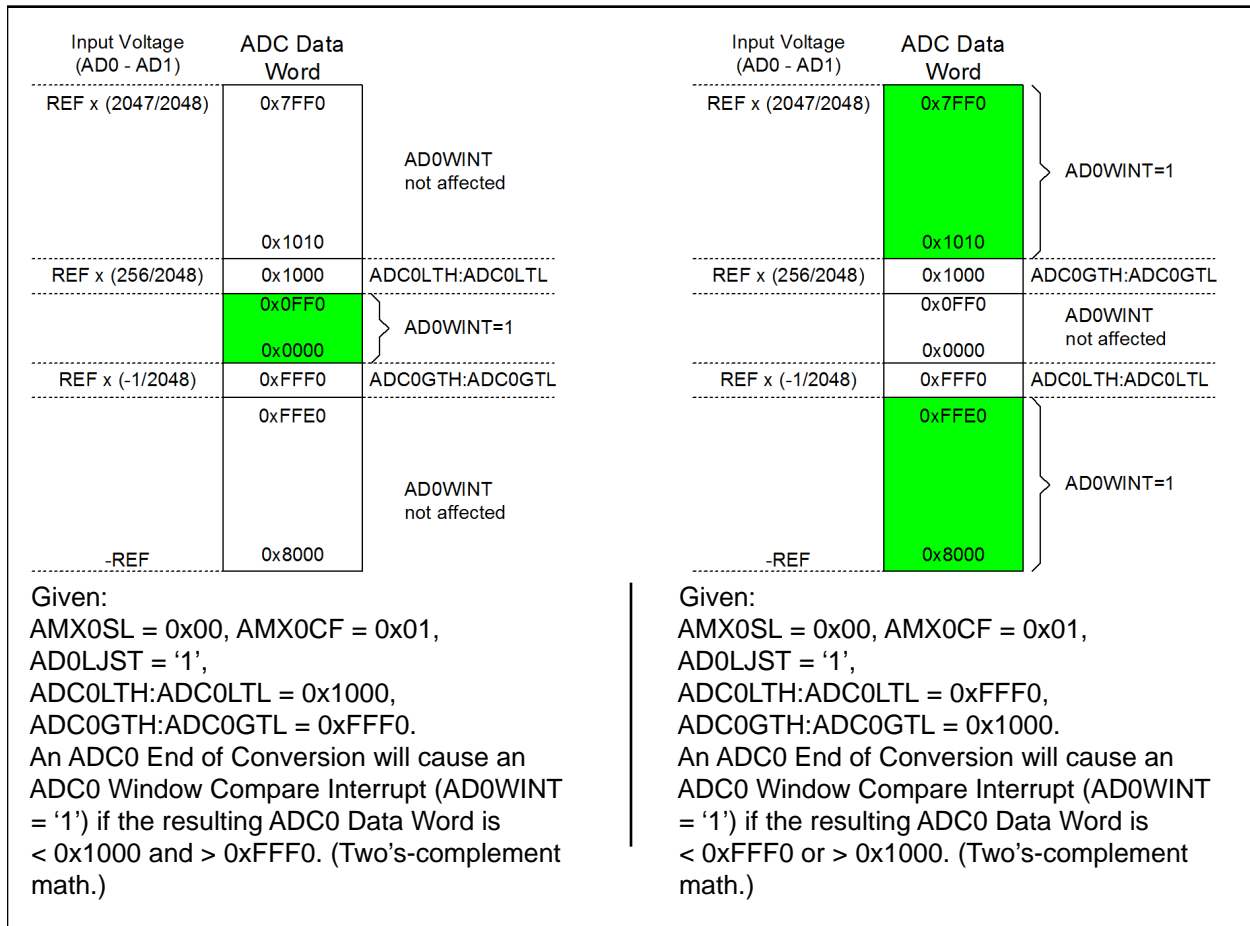 Input Voltage
(AD0 - AD1)
ADC Data
Word
REF x (2047/2048)
0x7FF0
AD0WINT
not affected
0x1010
REF x (256/2048)
0x1000
ADC0LTH:ADC0LTL
0x0FF0
AD0WINT=1
0x0000
REF x (-1/2048)
0xFFF0
ADC0GTH:ADC0GTL
0xFFE0
AD0WINT
not affected
-REF
0x8000
Given:
AMX0SL = 0x00, AMX0CF = 0x01,
AD0LJST = ‘1’,
ADC0LTH:ADC0LTL = 0x1000,
ADC0GTH:ADC0GTL = 0xFFF0.
An ADC0 End of Conversion will cause an
ADC0 Window Compare Interrupt (AD0WINT
= ‘1’) if the resulting ADC0 Data Word is
< 0x1000 and > 0xFFF0. (Two’s-complement
math.)
Input Voltage
(AD0 - AD1)
ADC Data
Word
REF x (2047/2048)
0x7FF0
AD0WINT=1
0x1010
REF x (256/2048)
0x1000
ADC0GTH:ADC0GTL
0x0FF0
AD0WINT
not affected
0x0000
REF x (-1/2048)
0xFFF0
ADC0LTH:ADC0LTL
0xFFE0
AD0WINT=1
-REF
0x8000
Given:
AMX0SL = 0x00, AMX0CF = 0x01,
AD0LJST = ‘1’,
ADC0LTH:ADC0LTL = 0xFFF0,
ADC0GTH:ADC0GTL = 0x1000.
An ADC0 End of Conversion will cause an
ADC0 Window Compare Interrupt (AD0WINT
= ‘1’) if the resulting ADC0 Data Word is
< 0xFFF0 or > 0x1000. (Two’s-complement
math.)